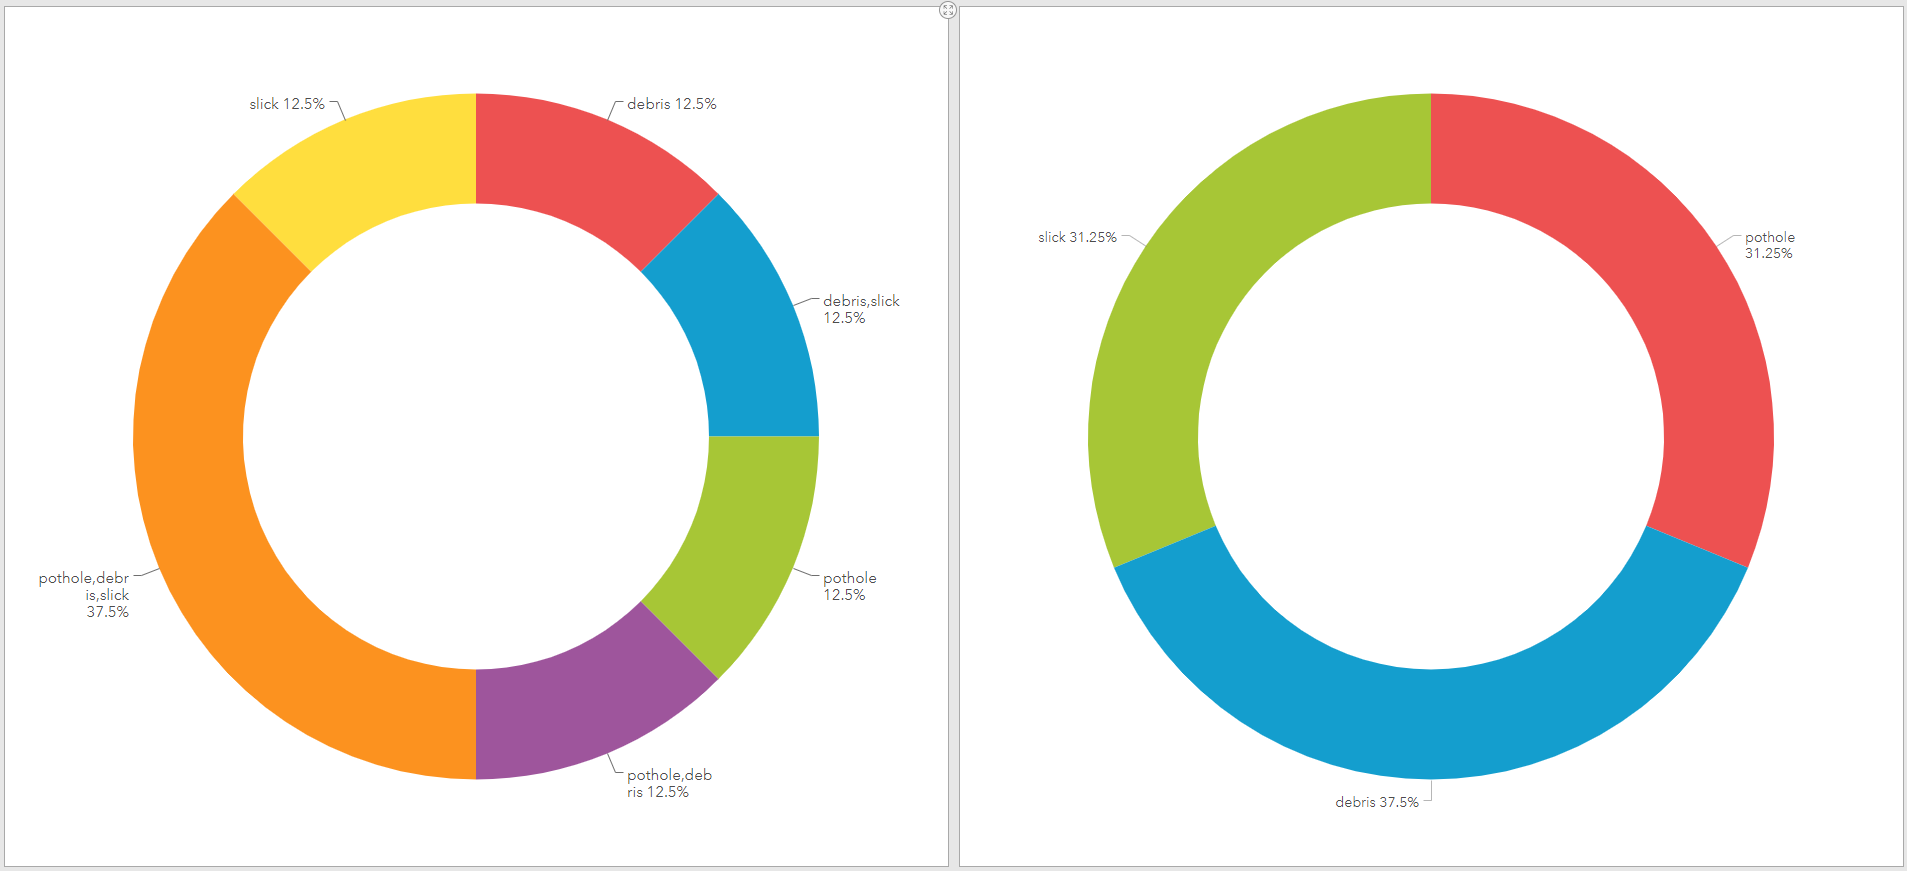 slick 12.5%
debris 12.5%
debris,slick
12.5%
pothole
12.5%
pothole,deb
ris 12.5%
pothole,debr
is,slick
37.5%
slick 31.25%
pothole
31.25%
debris 37.5%